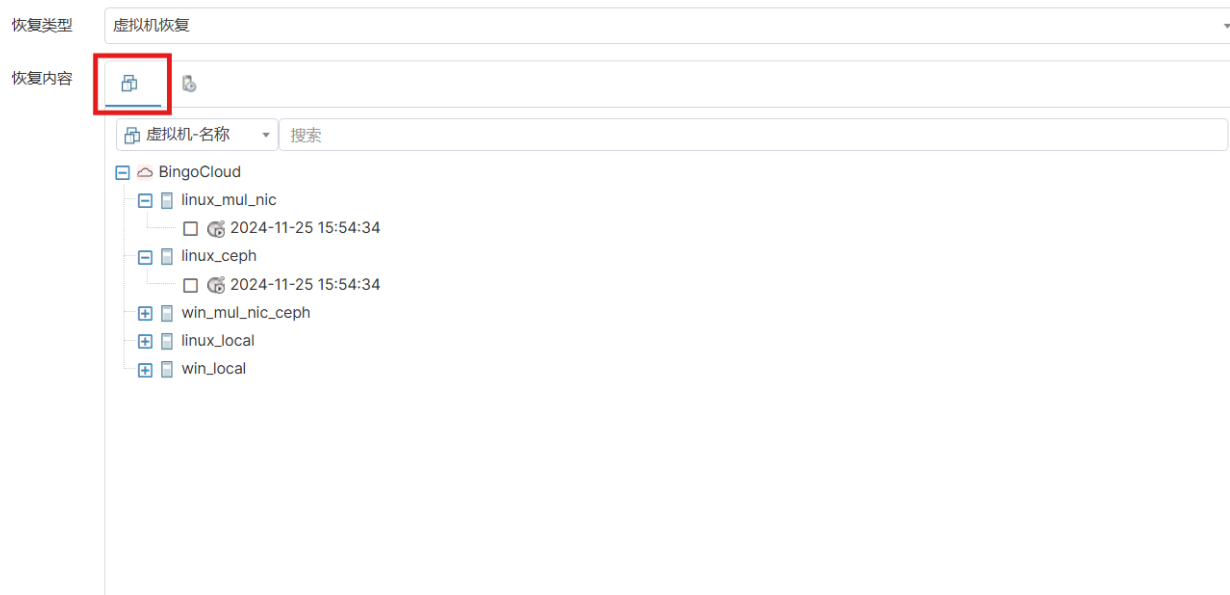 恢复类型 虚拟机恢复
恢复内容
虚拟机-名称 搜索
BingoCloud
linux_mul_nic
2024-11-25 15:54:34
linux_ceph
2024-11-25 15:54:34
win_mul_nic_ceph
linux_local
win_local